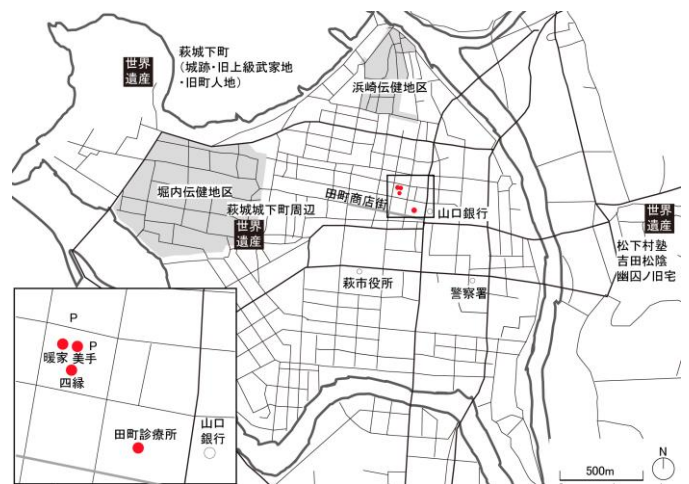 萩城下町
（城跡・旧上級武家地
・旧町人地）
世界
遺産
浜崎伝健地区
堀内伝健地区
田町商店街
山口銀行
萩城城下町周辺
世界
遺産
世界
遺産
松下村塾
吉田松陰
幽囚ノ旧宅
萩市役所
警察署
P
P
暖家 美手
四縁
田町診療所
山口
銀行
500m
N